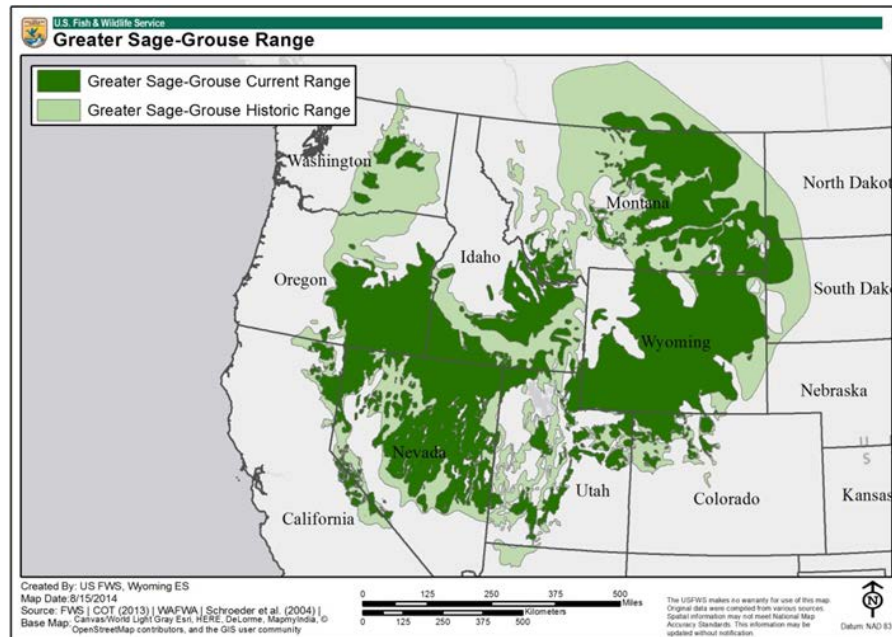 U.S. Fish & Wildlife Service
Greater Sage-Grouse Range
Greater Sage-Grouse Current Range
Greater Sage-Grouse Historic Range
Washington
Montana
North Dakot
Oregon
Idaho
South Dako
Wyoming
Nebraska
Nevada
U
S
Utah
Colorado
Kansas
California
Created By: US FWS, Wyoming ES
Map Date:8/15/2014
Source: FWS | COT (2013) | WAFWA | Schroeder et al. (2004) |
Base Map: Canvas/World Light Gray Esri, HERE, DeLorme, MapmyIndia, ©
OpenStreetMap contributors, and the GIS user community
0 125 250 375 500
Miles
Kilometers
0 125 250 375 500
The USFWS makes no warranty for use of this map.
Original data were compiled from various sources.
Spatial information may not meet National Map
Accuracy Standards. This information may be
updated without notification.
N
Datum: NAD 83